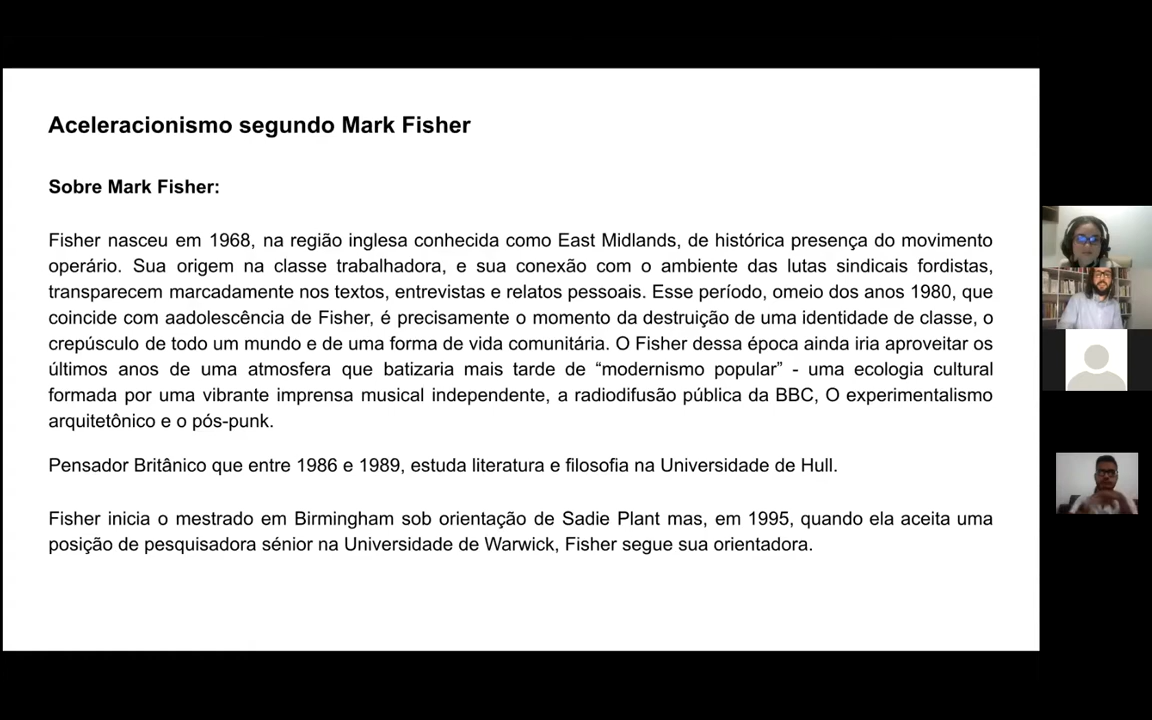 Aceleracionismo segundo Mark Fisher
Sobre Mark Fisher:
Fisher nasceu em 1968, na região inglesa conhecida como East Midlands, de histórica presença do movimento
operário. Sua origem na classe trabalhadora, e sua conexão com o ambiente das lutas sindicais fordistas,
transparecem marcadamente nos textos, entrevistas e relatos pessoais. Esse período, omeio dos anos 1980, que
coincide com aadolescência de Fisher, é precisamente o momento da destruição de uma identidade de classe, o
crepúsculo de todo um mundo e de uma forma de vida comunitária. O Fisher dessa época ainda iria aproveitar os
últimos anos de uma atmosfera que batizaria mais tarde de “modernismo popular” - uma ecologia cultural
formada por uma vibrante imprensa musical independente, a radiodifusão pública da BBC, O experimentalismo
arquitetônico e o pós-punk.
Pensador Britânico que entre 1986 e 1989, estuda literatura e filosofia na Universidade de Hull.
Fisher inicia o mestrado em Birmingham sob orientação de Sadie Plant mas, em 1995, quando ela aceita uma
posição de pesquisadora sénior na Universidade de Warwick, Fisher segue sua orientadora.